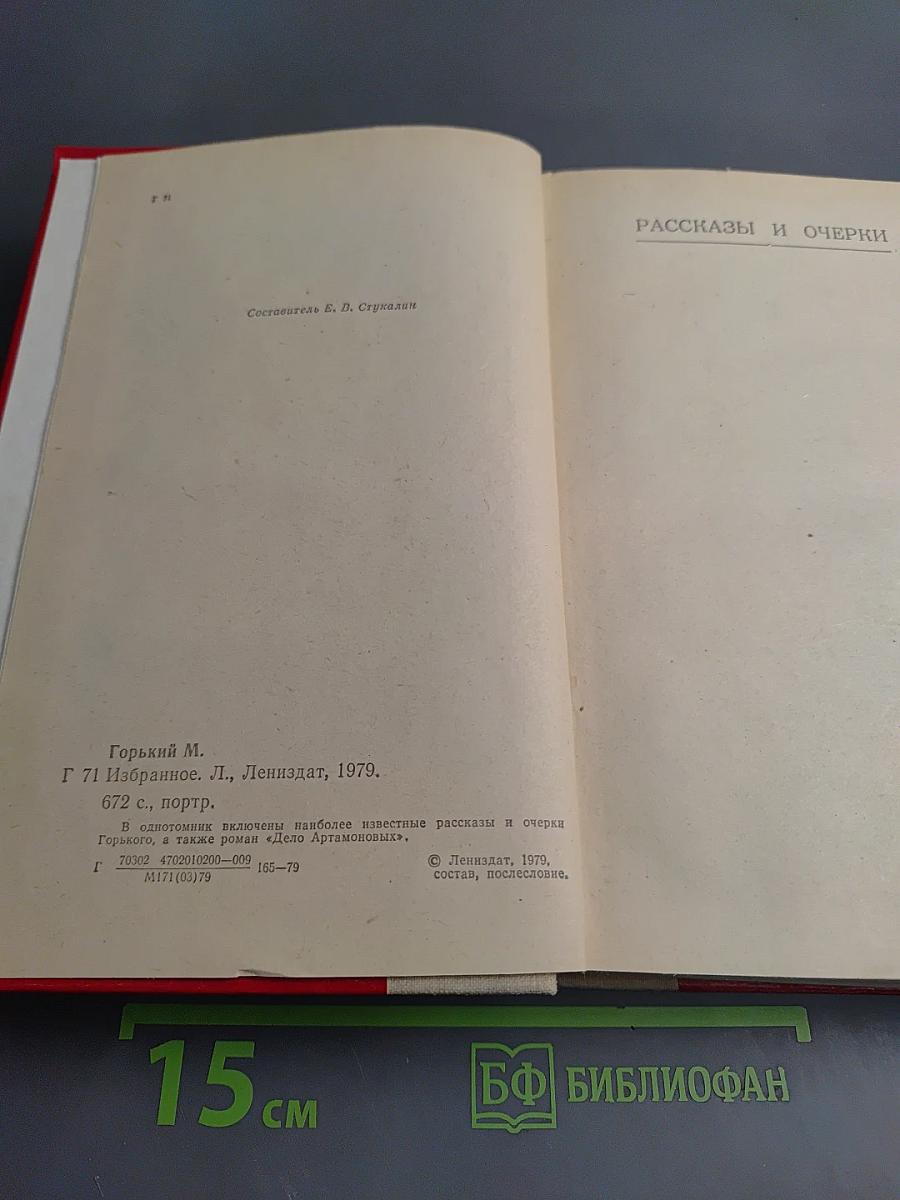 Составитель Е. В. Стукалин
Горький М.
Г 71 Избранное. Л., Лениздат, 1979.
672 с., портр.
В однотомник включены наиболее известные рассказы и очерки
Горького, а также роман «Дело Артамоновых».
Г 70302 4702010200—009 165—79
М171(03)79
© Лениздат, 1979,
состав, послесловие.
РАССКАЗЫ И ОЧЕРКИ
15 см
БФ БИБЛИОФАН